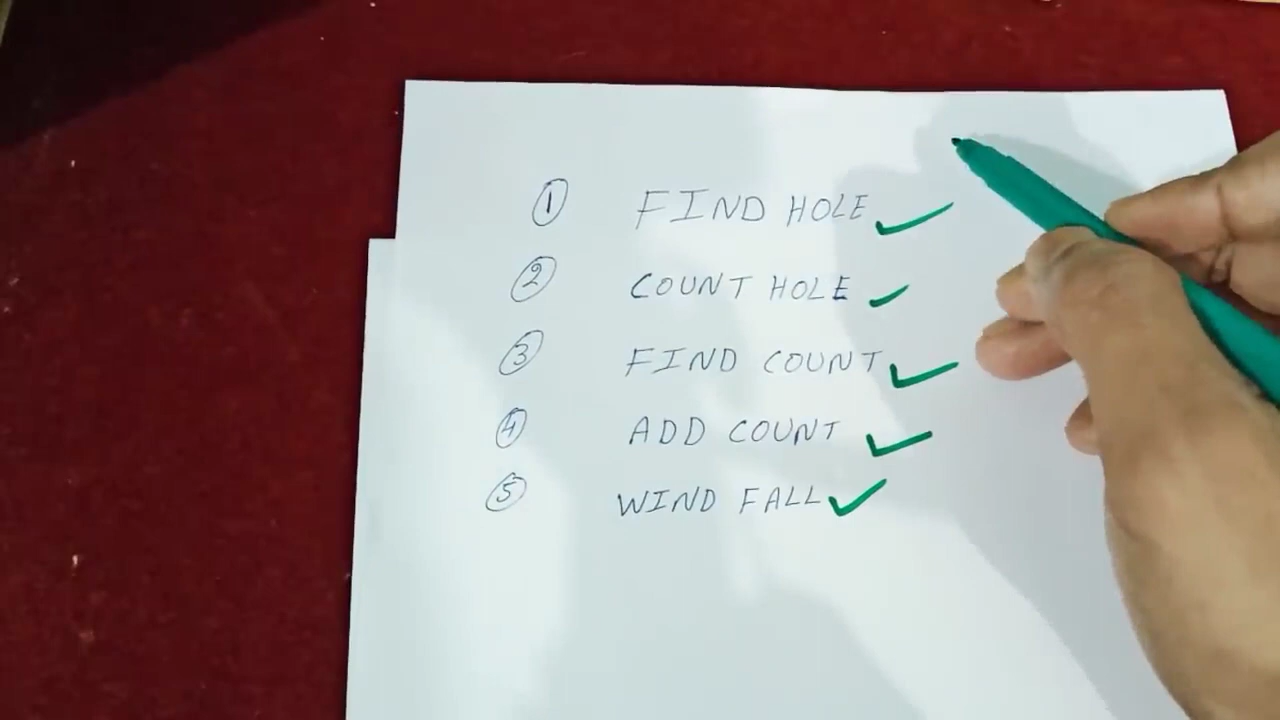 ① FIND HOLE ✓
② COUNT HOLE ✓
③ FIND COUNT ✓
④ ADD COUNT ✓
⑤ WIND FALL ✓